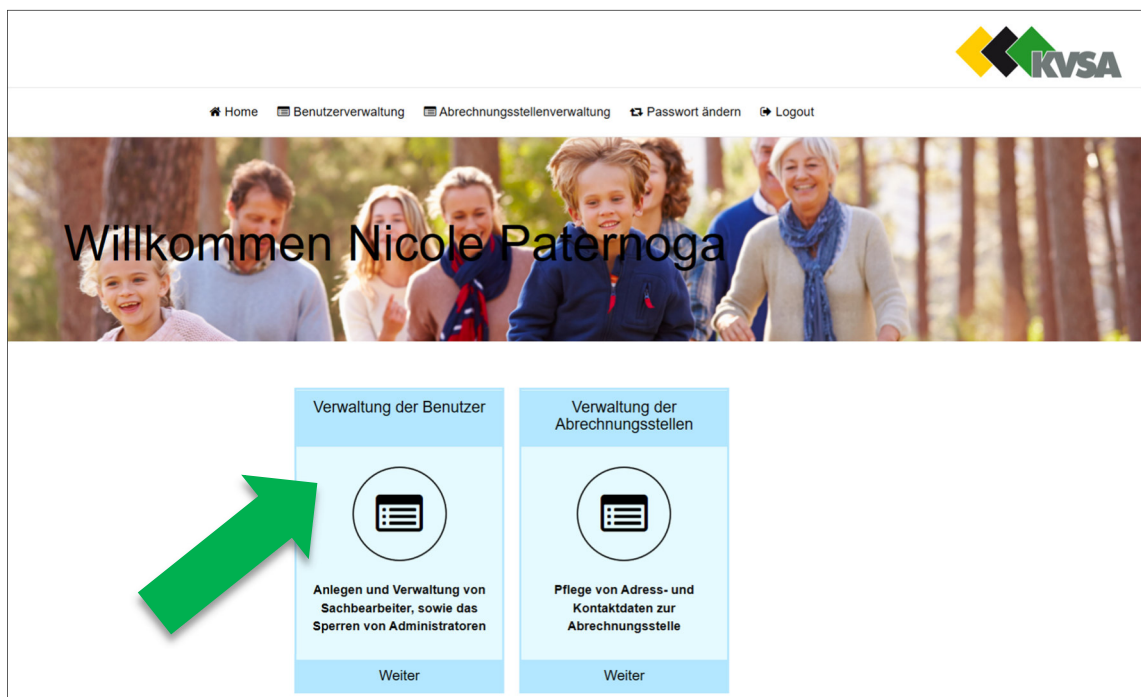 KVSA
Home Benutzerverwaltung Abrechnungsstellenverwaltung Passwort ändern Logout
Willkommen Nicole Paternoga
Verwaltung der Benutzer
Anlegen und Verwaltung von
Sachbearbeiter, sowie das
Sperren von Administratoren
Weiter
Verwaltung der
Abrechnungsstellen
Pflege von Adress- und
Kontaktdaten zur
Abrechnungsstelle
Weiter